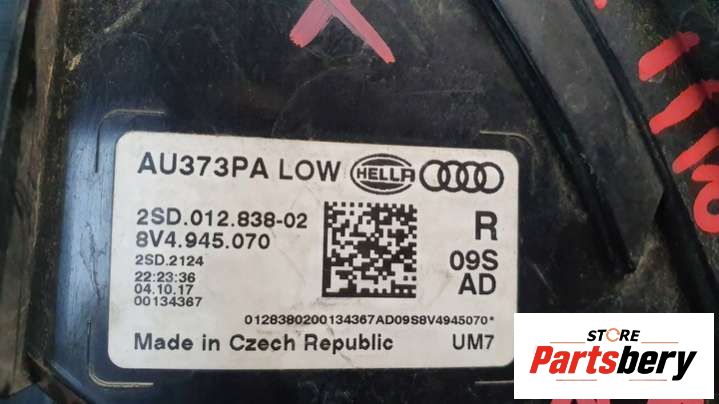 AU373PA LOW HELLA
2SD.012.838-02
8V4.945.070
2SD.2124
22:23:36
04.10.17
00134367
R
09S
AD
0128380200134367AD09S8V4945070*
Made in Czech Republic UM7
STORE
Partsbery